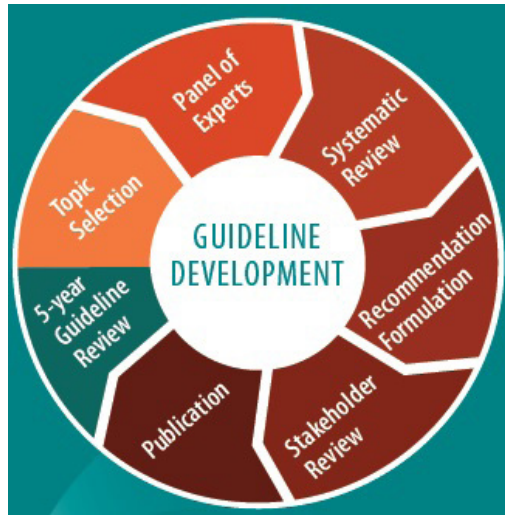 Panel of
Experts
Systematic
Review
Recommendation
Formulation
Stakeholder
Review
Publication
5-year
Guideline
Review
Topic
Selection
GUIDELINE
DEVELOPMENT